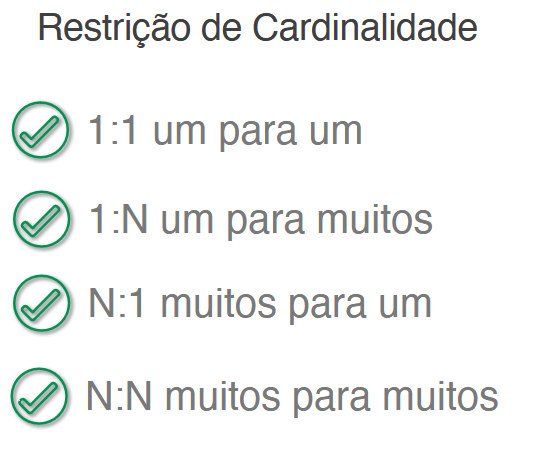 Restrição de Cardinalidade
1:1 um para um
1:N um para muitos
N:1 muitos para um
N:N muitos para muitos